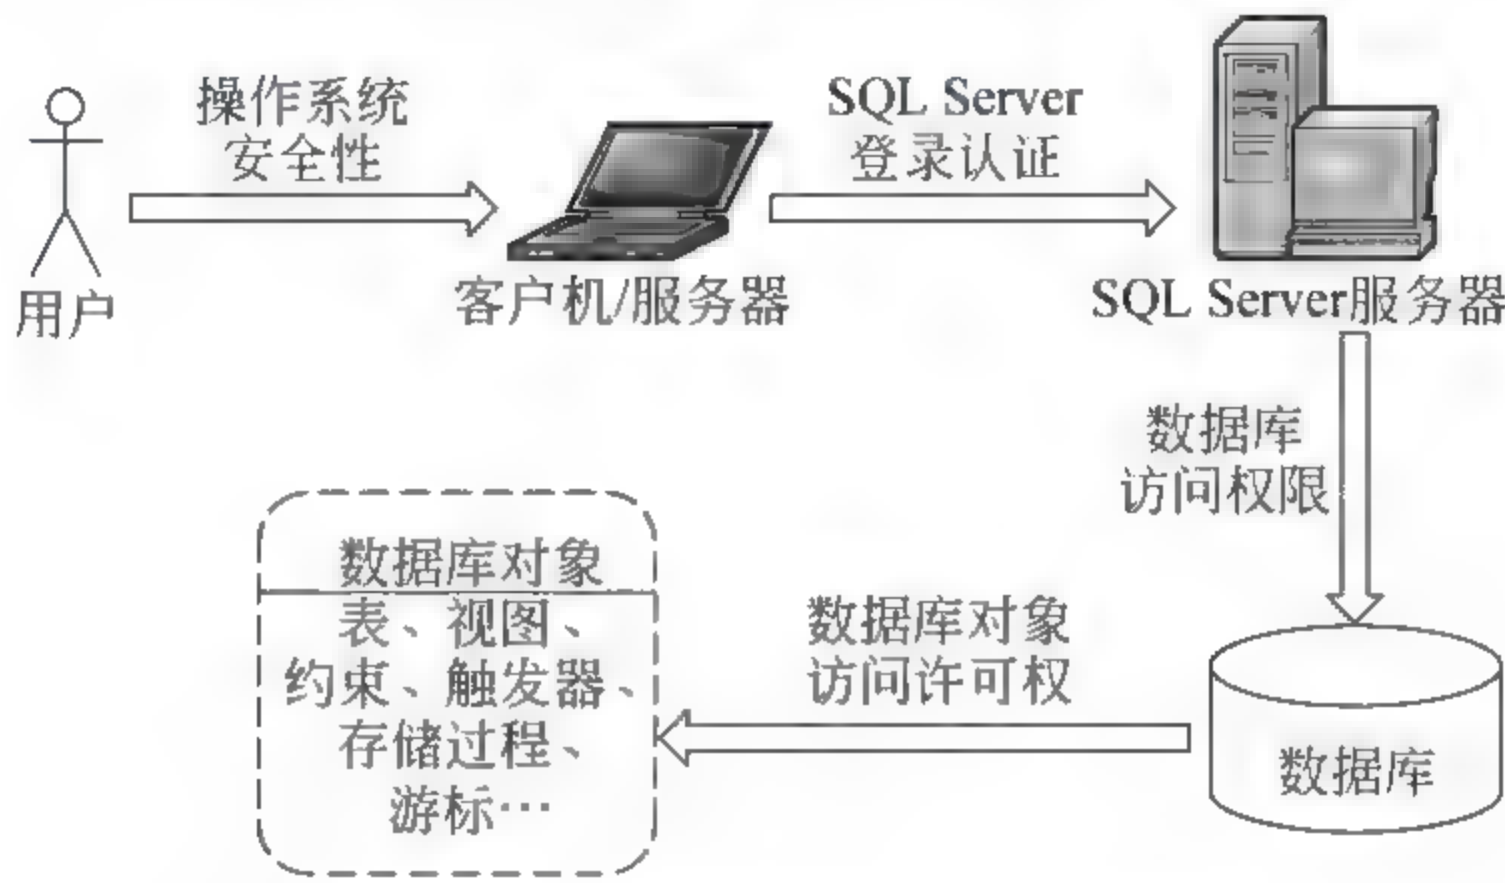 操作系统
安全性
用户
客户机/服务器
SQL Server
登录认证
SQL Server服务器
数据库
访问权限
数据库
数据库对象
访问许可权
数据库对象
表、视图、
约束、触发器、
存储过程、
游标…